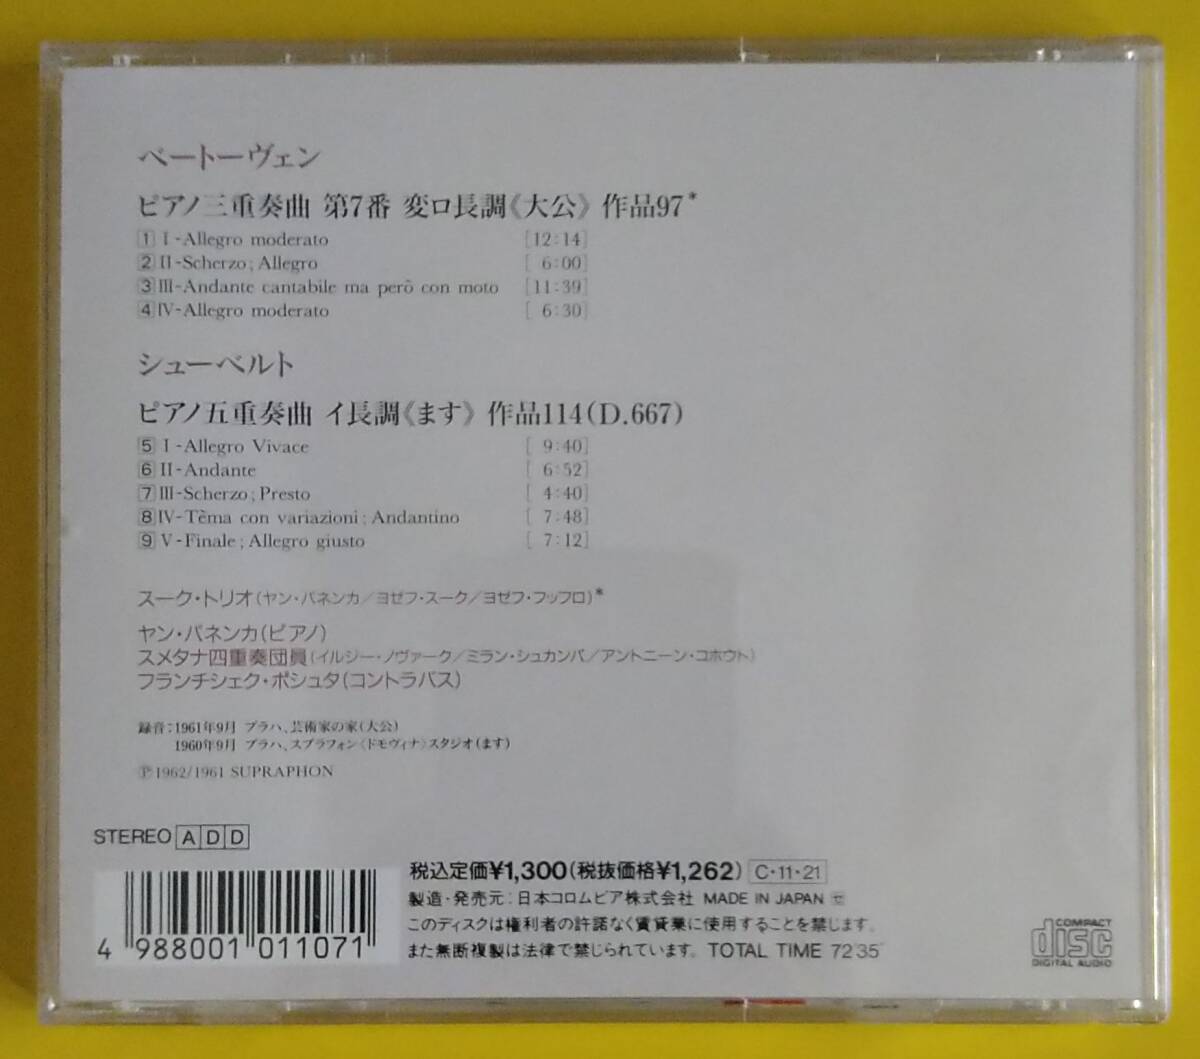 ベートーヴェン
ピアノ三重奏曲 第7番 変ロ長調《大公》 作品97*
1 I-Allegro moderato [12:14]
2 II-Scherzo; Allegro [ 6:00]
3 III-Andante cantabile ma però con moto [11:39]
4 IV-Allegro moderato [ 6:30]
シューベルト
ピアノ五重奏曲 イ長調《ます》 作品114(D.667)
5 I-Allegro Vivace [ 9:40]
6 II-Andante [ 6:52]
7 III-Scherzo; Presto [ 4:40]
8 IV-Tèma con variazioni; Andantino [ 7:48]
9 V-Finale; Allegro giusto [ 7:12]
スーク・トリオ(ヤン・パネンカ/ヨゼフ・スーク/ヨゼフ・フッフロ)*
ヤン・パネンカ(ピアノ)
スメタナ四重奏団員(イルジー・ノヴァーク/ミラン・シュカンパ/アントニーン・コホウト)
フランチシェク・ポシュタ(コントラバス)
録音:1961年9月 プラハ、芸術家の家(大公)
1960年9月 プラハ、スプラフォン〈ドモヴィナ〉スタジオ(ます)
Ⓟ1962/1961 SUPRAPHON
STEREO A D D
税込定価¥1,300(税抜価格¥1,262) C・11・21
製造・発売元:日本コロムビア株式会社 MADE IN JAPAN セ
このディスクは権利者の許諾なく賃貸業に使用することを禁じます。
また無断複製は法律で禁じられています。 TOTAL TIME 72'35"
4 988001 011071
COMPACT
disc
DIGITAL AUDIO